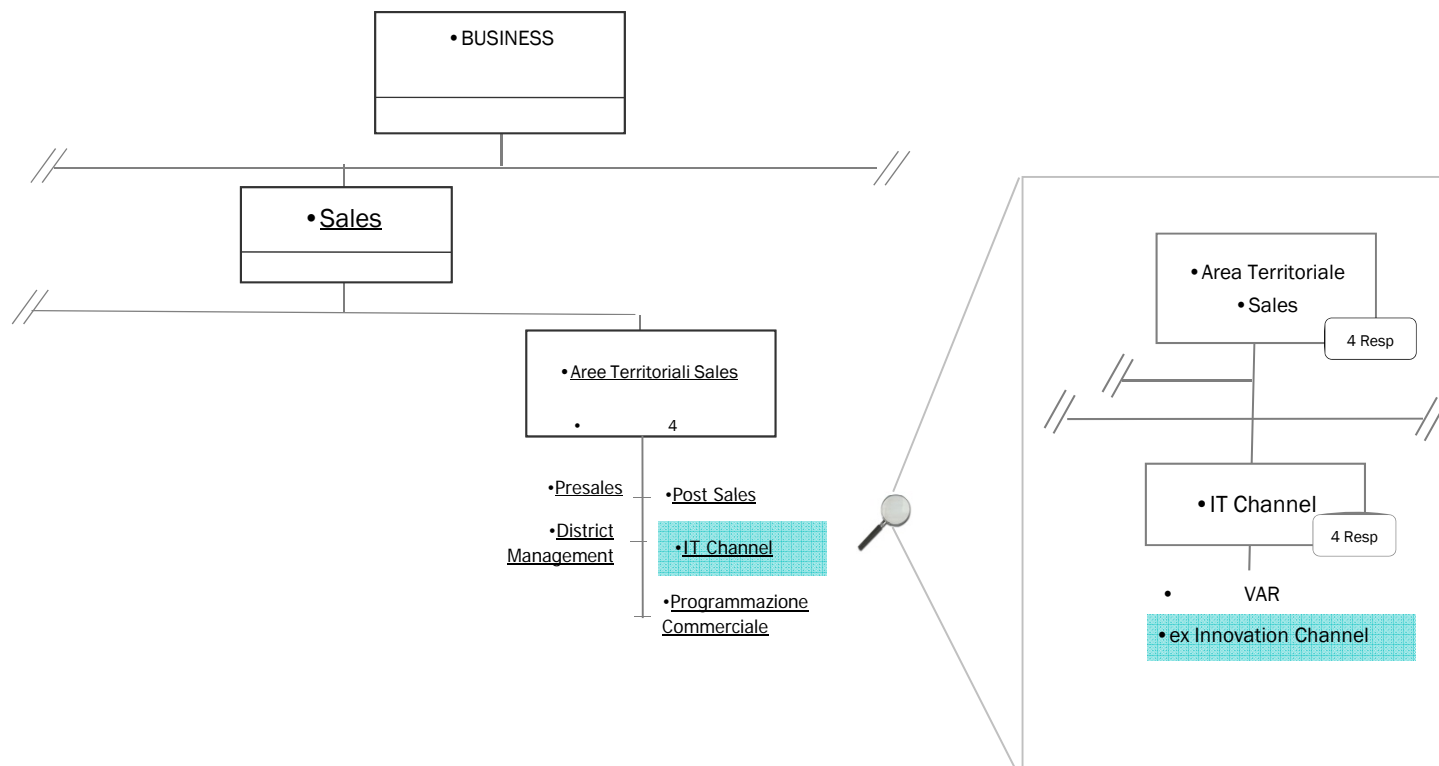 •BUSINESS
•Sales
•Aree Territoriali Sales
• 4
•Presales
•Post Sales
•District
Management
•IT Channel
•Programmazione
Commerciale
•Area Territoriale
•Sales
4 Resp
•IT Channel
4 Resp
• VAR
•ex Innovation Channel